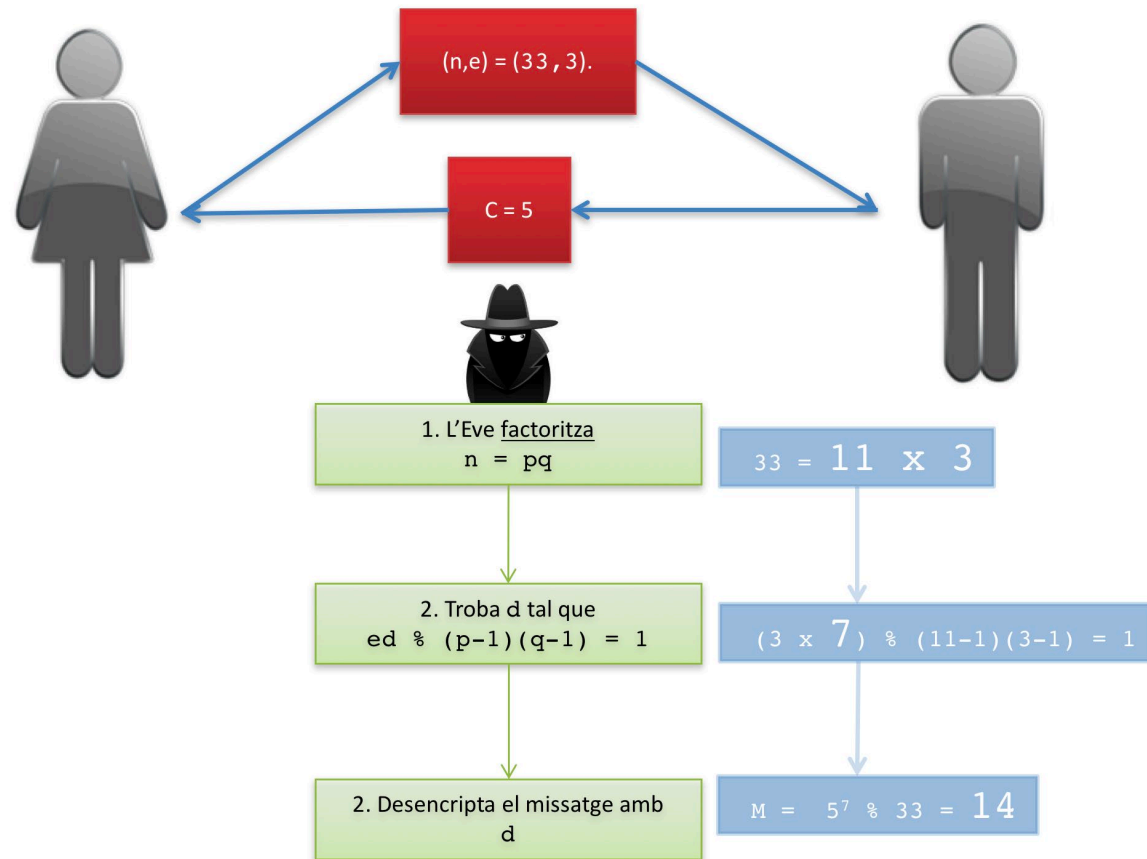 (n,e) = (33,3).
C = 5
1. L'Eve factoritza
n = pq
33 = 11 x 3
2. Troba d tal que
ed % (p-1)(q-1) = 1
(3 x 7) % (11-1)(3-1) = 1
2. Desencripta el missatge amb
d
M = 5⁷ % 33 = 14